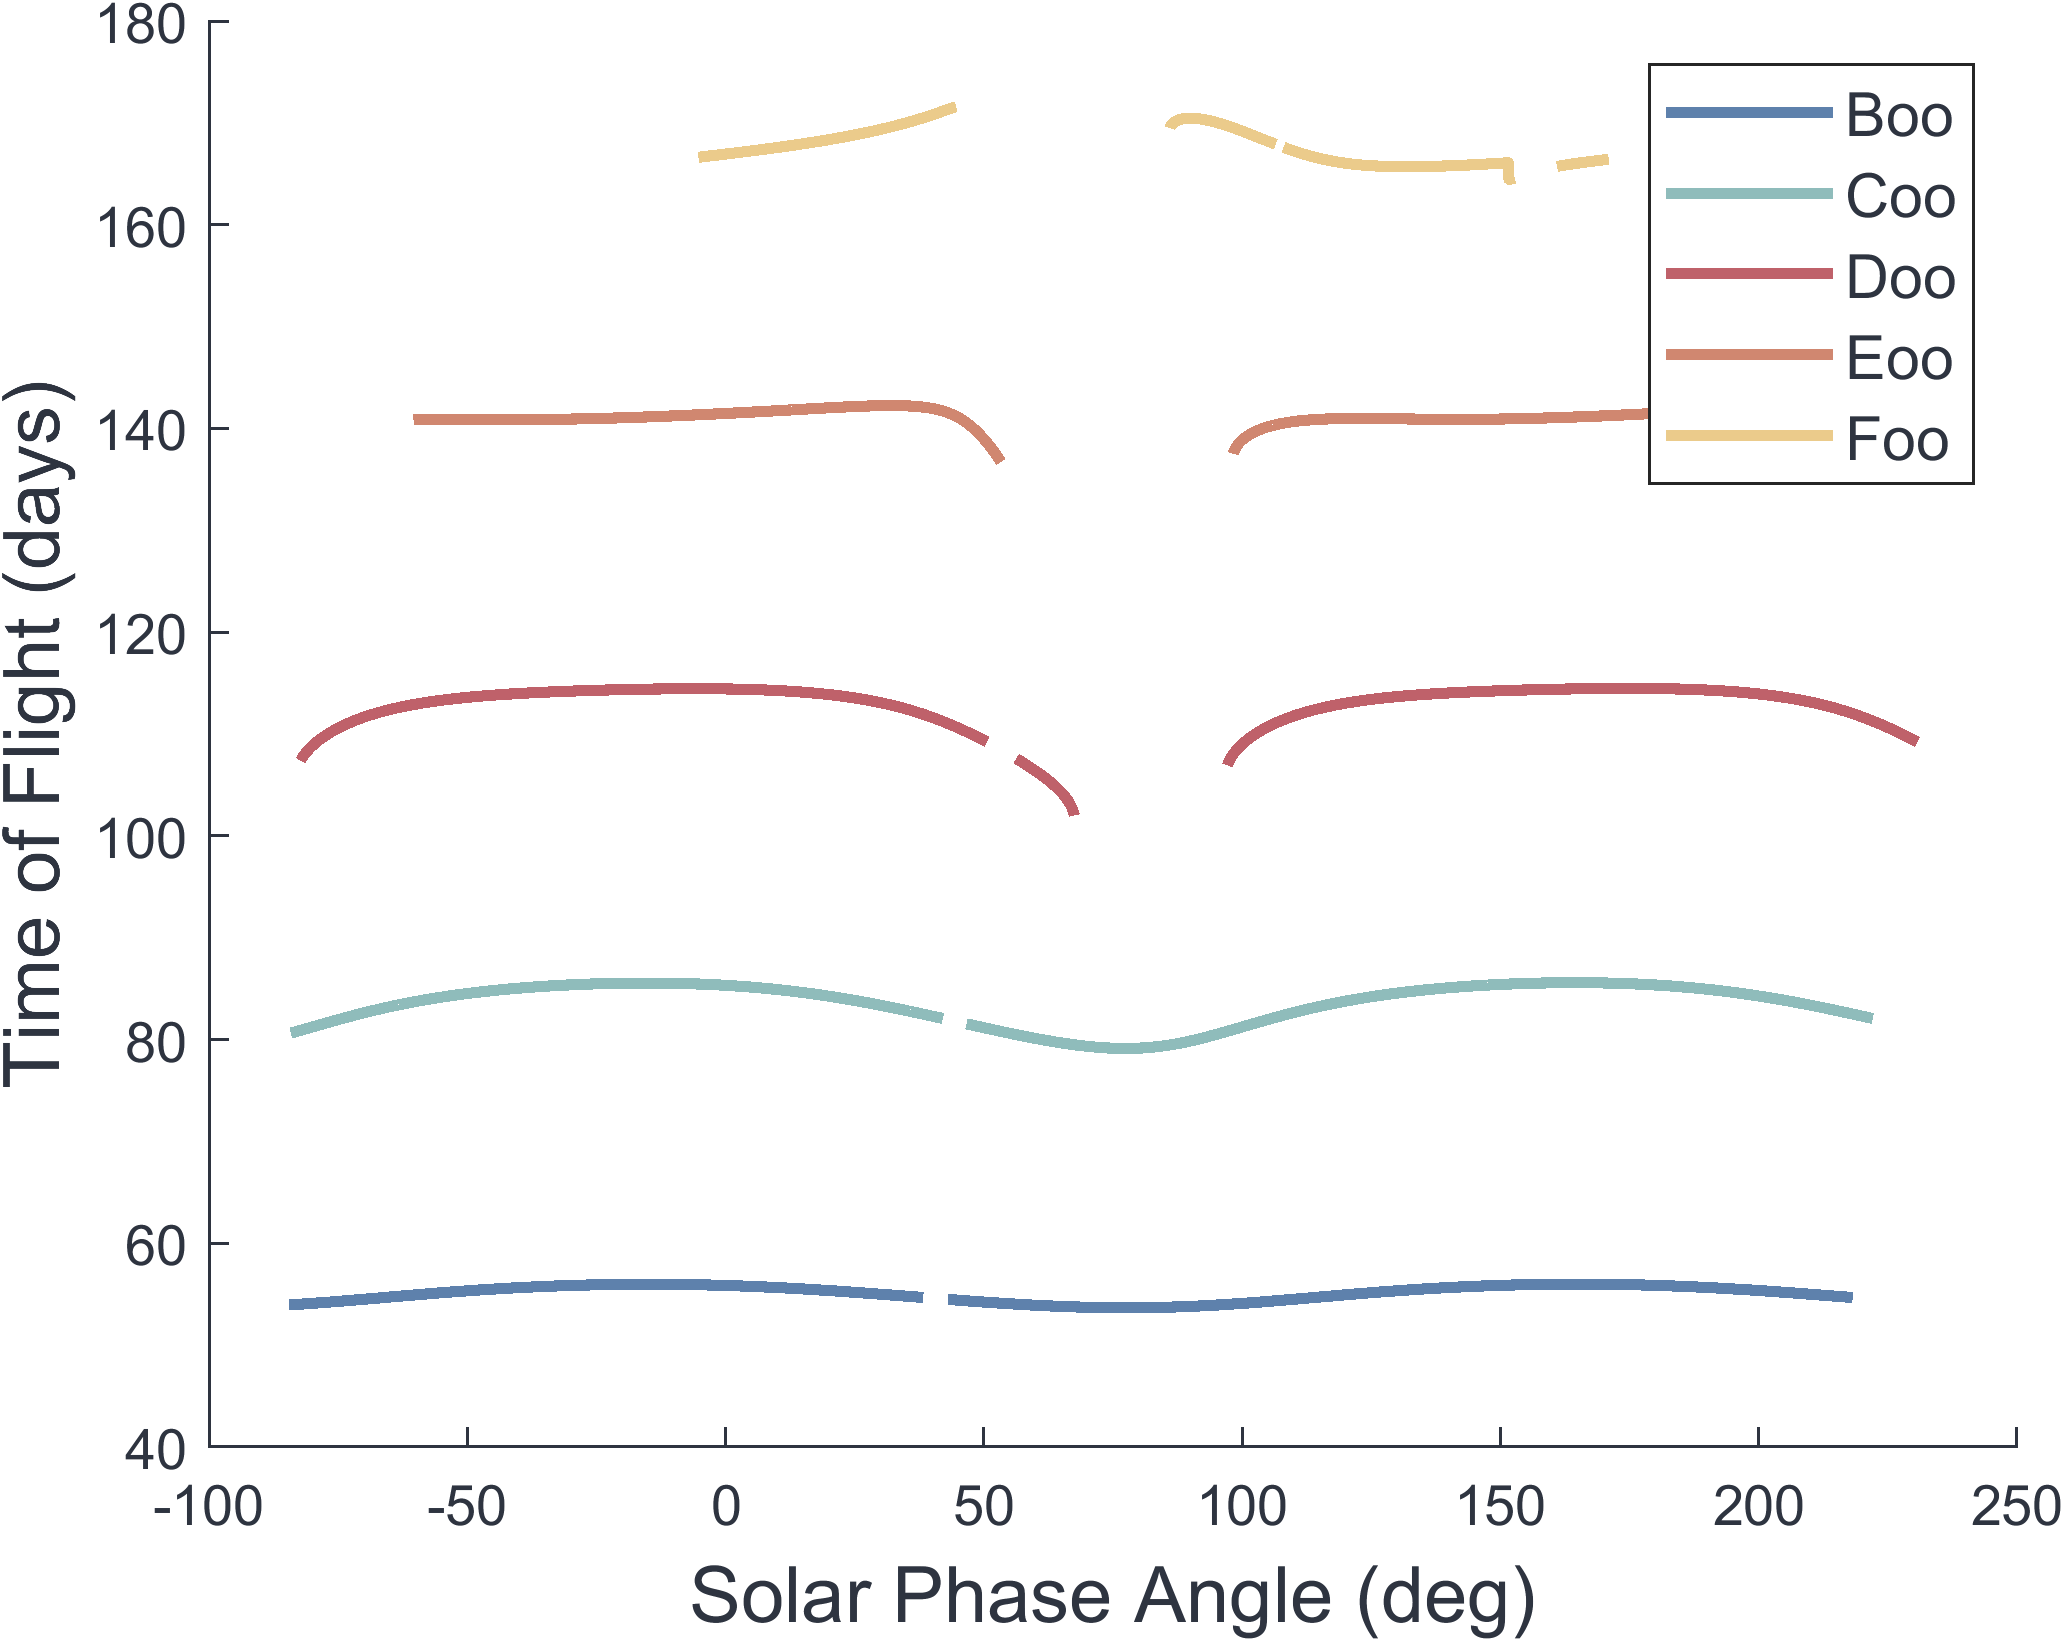 180
160
140
120
100
80
60
40
Time of Flight (days)
Boo
Coo
Doo
Eoo
Foo
-100 -50 0 50 100 150 200 250
Solar Phase Angle (deg)